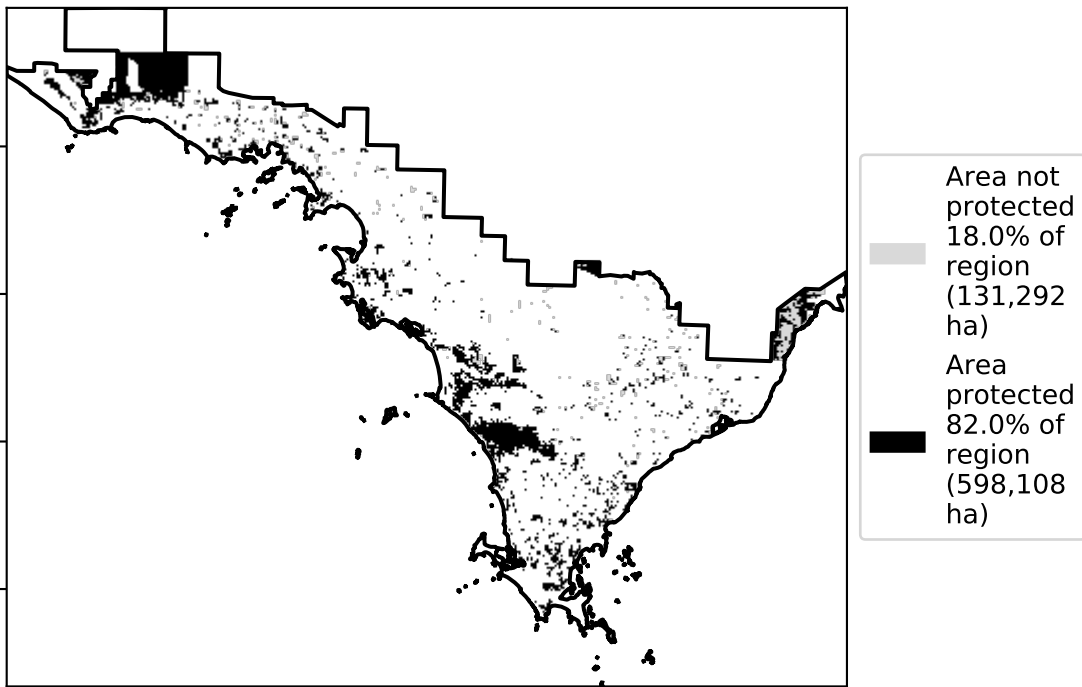 Area not
protected
18.0% of
region
(131,292
ha)
Area
protected
82.0% of
region
(598,108
ha)